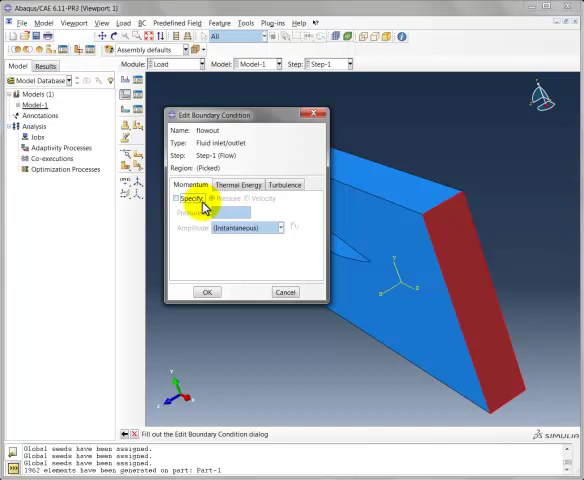 Abaqus/CAE 6.11-PR3 [Viewport: 1]
File Model Viewport View Load BC Predefined Field Feature Tools Plug-ins Help
All
Assembly defaults
Model Results Module: Load Model: Model-1 Step: Step-1
Model Database
Models (1)
Model-1
Annotations
Analysis
Jobs
Adaptivity Processes
Co-executions
Optimization Processes
Edit Boundary Condition
Name: flowout
Type: Fluid inlet/outlet
Step: Step-1 (Flow)
Region: (Picked)
Momentum Thermal Energy Turbulence
Specify: Pressure Velocity
Pressure
Amplitude: (Instantaneous)
OK Cancel
Y
Z
Y
Fill out the Edit Boundary Condition dialog
SIMULIA
Global seeds have been assigned.
Global seeds have been assigned.
Global seeds have been assigned.
1962 elements have been generated on part: Part-1